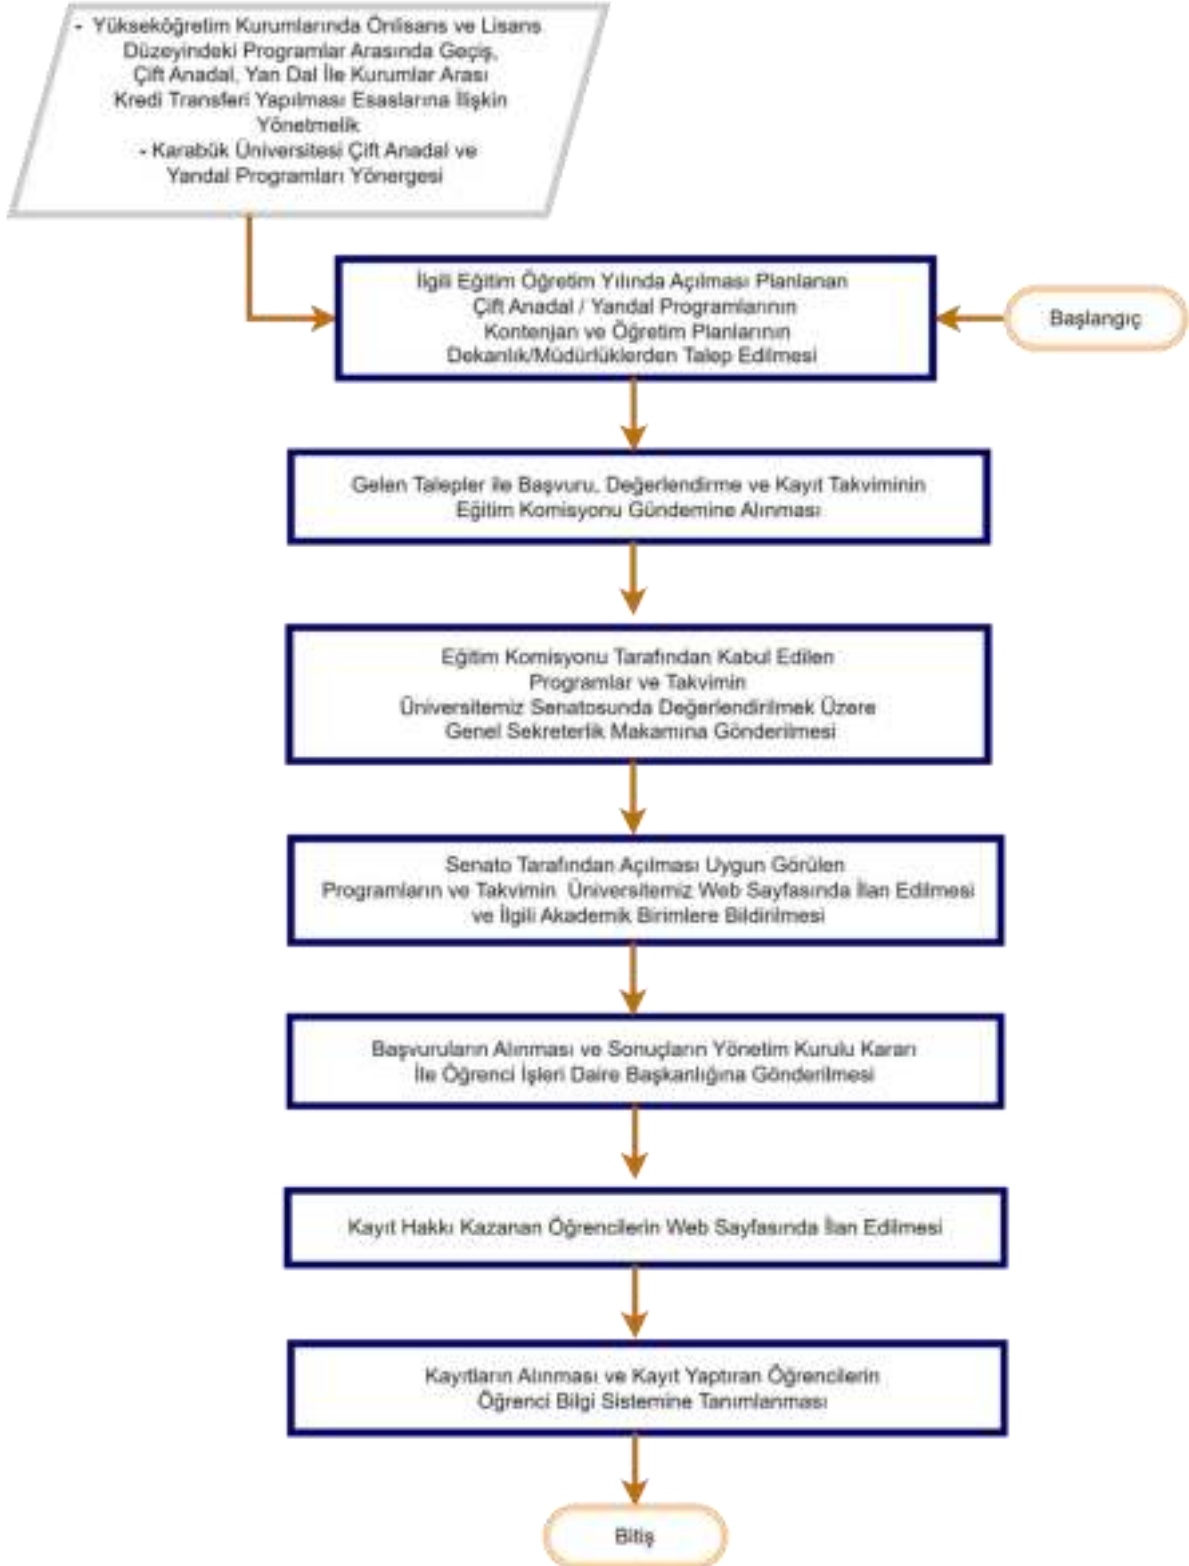 - Yükseköğretim Kurumlarında Önlisans ve Lisans
Düzeyindeki Programlar Arasında Geçiş,
Çift Anadal, Yan Dal İle Kurumlar Arası
Kredi Transferi Yapılması Esaslarına İlişkin
Yönetmelik
- Karabük Üniversitesi Çift Anadal ve
Yandal Programları Yönergesi
İlgili Eğitim Öğretim Yılında Açılması Planlanan
Çift Anadal / Yandal Programlarının
Kontenjan ve Öğretim Planlarının
Dekanlık/Müdürlüklerden Talep Edilmesi
Başlangıç
Gelen Talepler ile Başvuru, Değerlendirme ve Kayıt Takviminin
Eğitim Komisyonu Gündemine Alınması
Eğitim Komisyonu Tarafından Kabul Edilen
Programlar ve Takvimin
Üniversitemiz Senatosunda Değerlendirilmek Üzere
Genel Sekreterlik Makamına Gönderilmesi
Senato Tarafından Açılması Uygun Görülen
Programların ve Takvimin Üniversitemiz Web Sayfasında İlan Edilmesi
ve İlgili Akademik Birimlere Bildirilmesi
Başvuruların Alınması ve Sonuçların Yönetim Kurulu Kararı
İle Öğrenci İşleri Daire Başkanlığına Gönderilmesi
Kayıt Hakkı Kazanan Öğrencilerin Web Sayfasında İlan Edilmesi
Kayıtların Alınması ve Kayıt Yaptıran Öğrencilerin
Öğrenci Bilgi Sistemine Tanımlanması
Bitiş